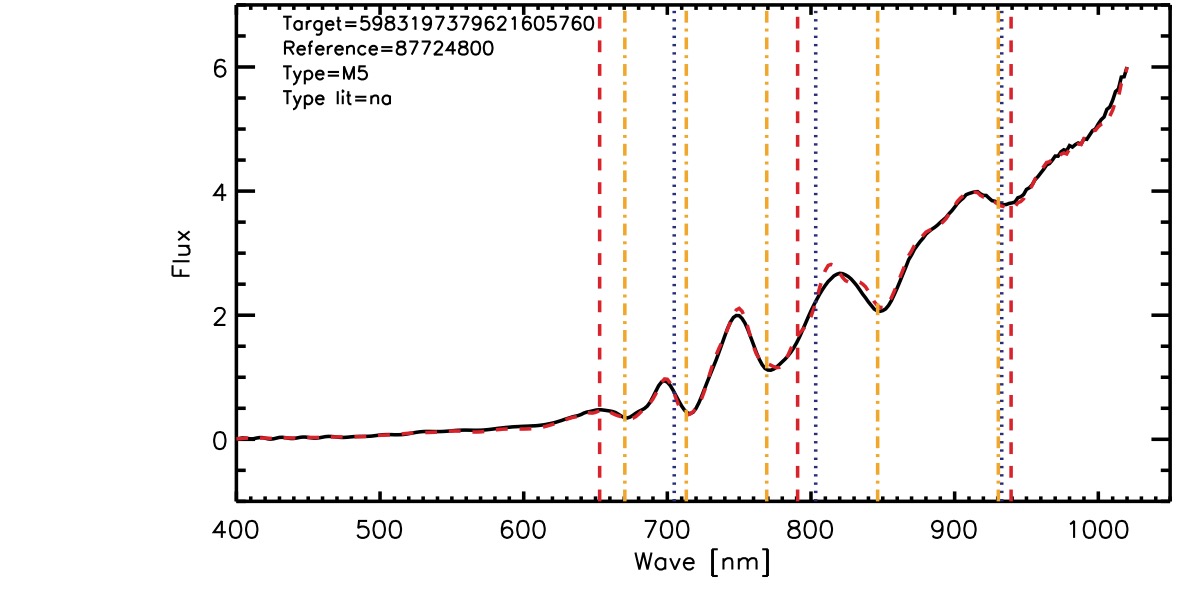 Target=5983197379621605760
Reference=87724800
Type=M5
Type lit=na
6
4
2
0
Flux
400 500 600 700 800 900 1000
Wave [nm]